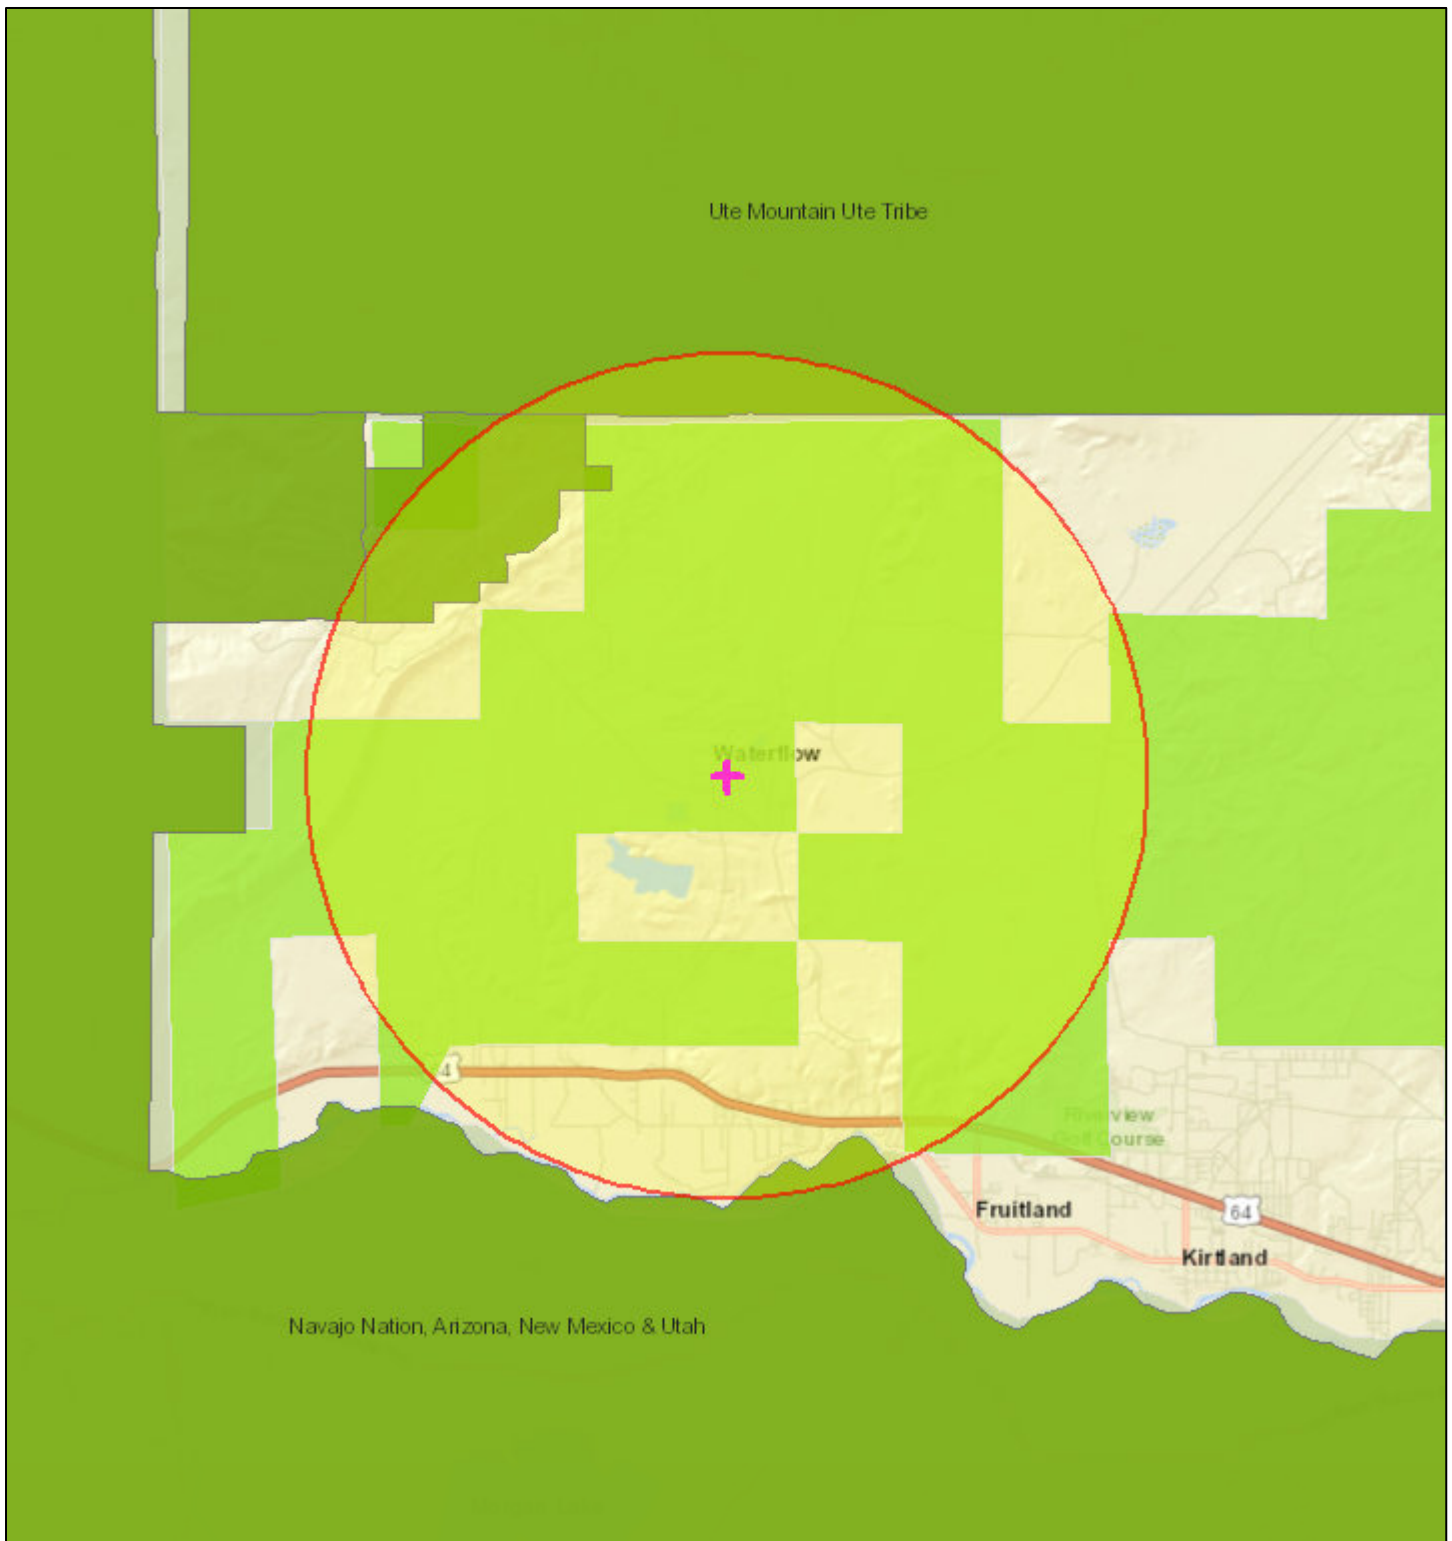 Ute Mountain Ute Tribe
Waterflow
4
Riverview
Golf Course
Fruitland
64
Kirtland
Navajo Nation, Arizona, New Mexico & Utah